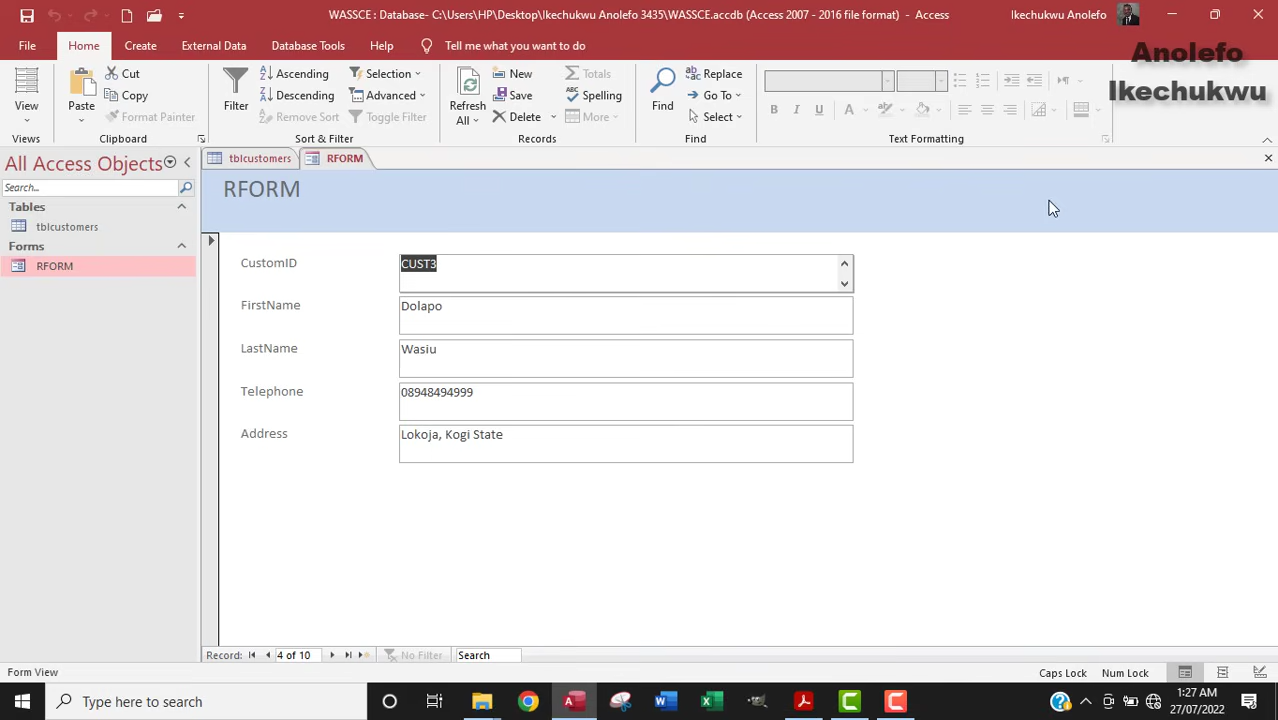 WASSCE : Database- C:\Users\HP\Desktop\Ikechukwu Anolefo 3435\WASSCE.accdb (Access 2007 - 2016 file format) - Access
Ikechukwu Anolefo
File Home Create External Data Database Tools Help Tell me what you want to do
Anolefo
Ikechukwu
View
Views
Paste
Cut
Copy
Format Painter
Clipboard
Filter
Ascending
Descending
Remove Sort
Selection
Advanced
Toggle Filter
Sort & Filter
Refresh
All
New
Save
Delete
Totals
Spelling
More
Records
Find
Replace
Go To
Select
Find
B I U A
Text Formatting
All Access Objects
Search...
Tables
tblcustomers
Forms
RFORM
tblcustomers RFORM
RFORM
CustomID CUST3
FirstName Dolapo
LastName Wasiu
Telephone 08948494999
Address Lokoja, Kogi State
Record: 4 of 10 No Filter Search
Form View Caps Lock Num Lock
Type here to search
1:27 AM
27/07/2022